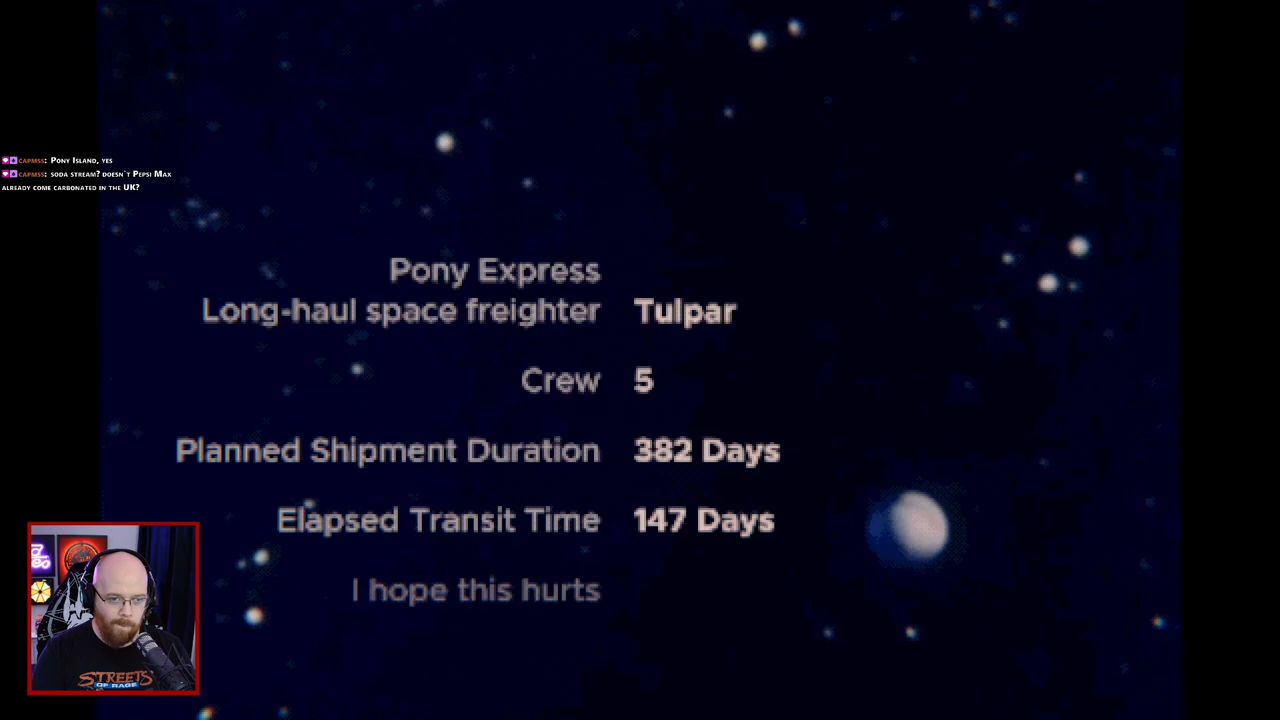 CAPMSS: PONY ISLAND, YES
CAPMSS: SODA STREAM? DOESN'T PEPSI MAX
ALREADY COME CARBONATED IN THE UK?
Pony Express
Long-haul space freighter Tulpar
Crew 5
Planned Shipment Duration 382 Days
Elapsed Transit Time 147 Days
I hope this hurts
STREETS
OF RAGE